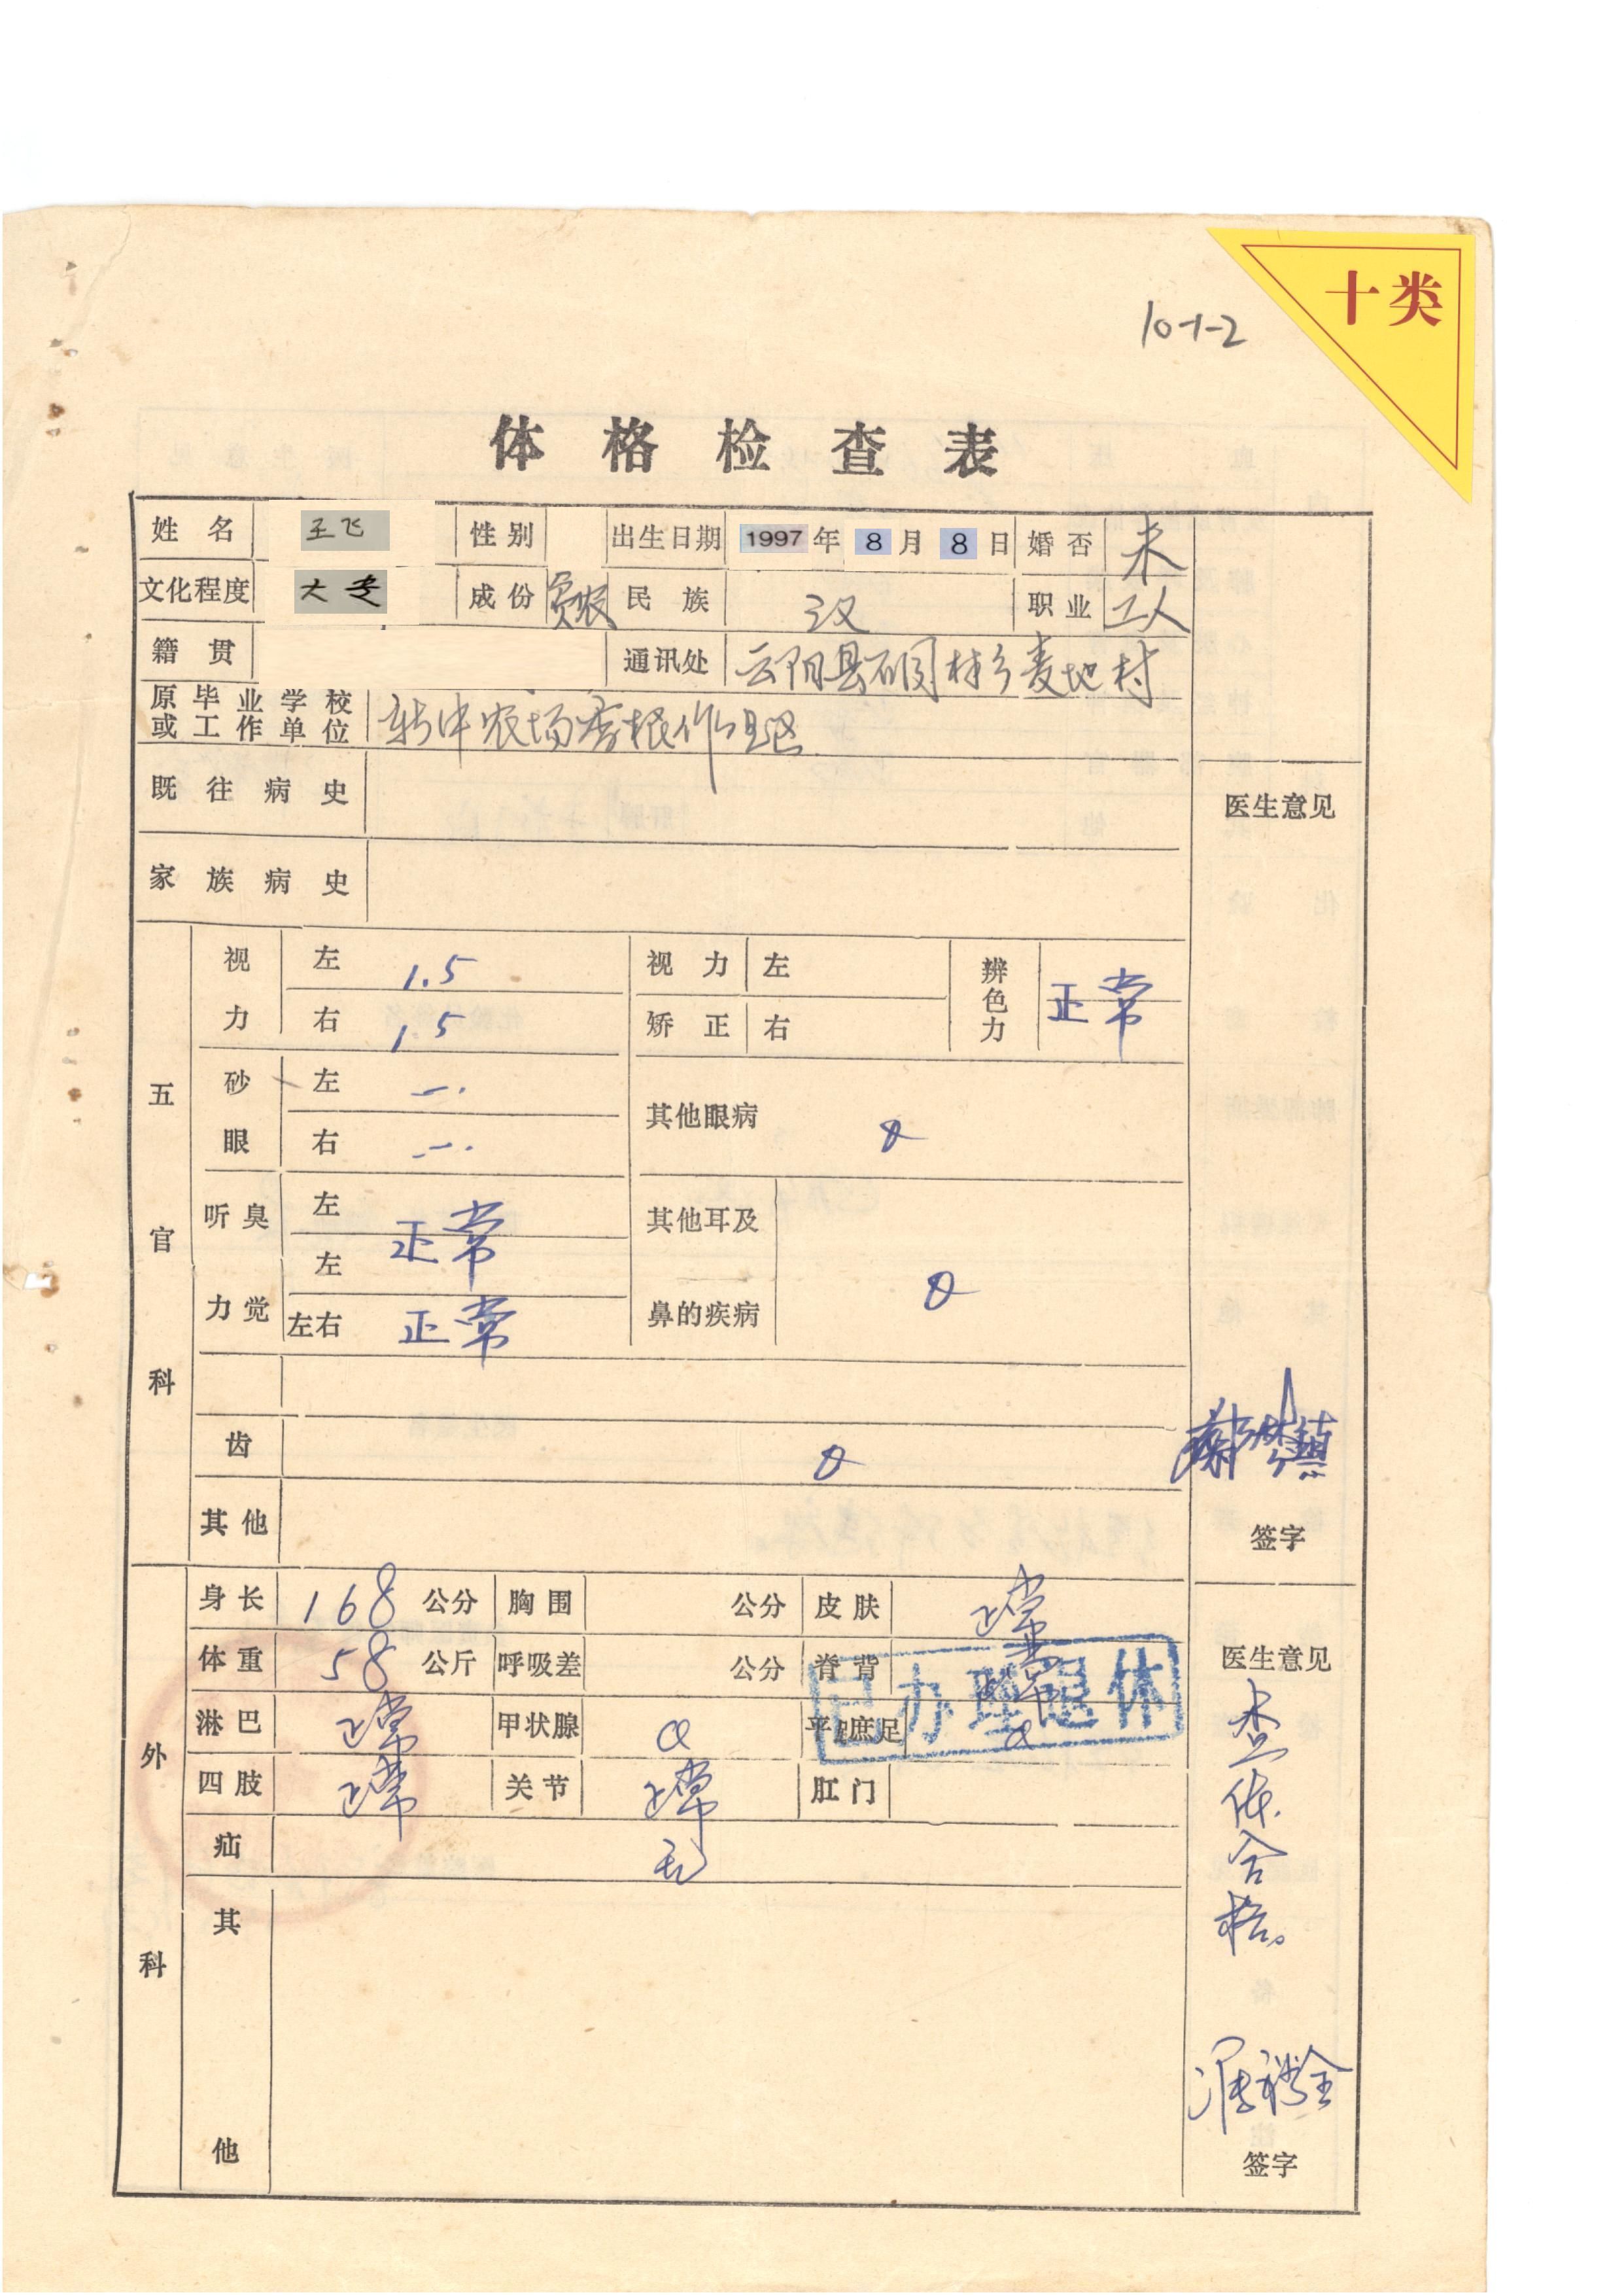 十类
10-1-2
体格检查表
姓名 王飞 性别 出生日期 1997年8月8日 婚否 未
文化程度 大专 成份 贫农 民族 汉 职业 工人
籍贯 通讯处 云阳县硐村乡麦地村
原毕业学校
或工作单位 新中农场 作业区
既往病史 医生意见
家族病史
五官科
视力 左 1.5 视力矫正 左 辨色力 正常
右 1.5 右
砂眼 左 一. 其他眼病
右 一.
听力 臭觉 左 正常 其他耳及鼻的疾病
左
左右 正常
齿
其他 签字
外科
身长 168 公分 胸围 公分 皮肤 正常
体重 58 公斤 呼吸差 公分 脊背 医生意见
已办理退休
淋巴 正常 甲状腺 平蹠庶足
四肢 正常 关节 正常 肛门
疝 无
查体合格。
其他
签字